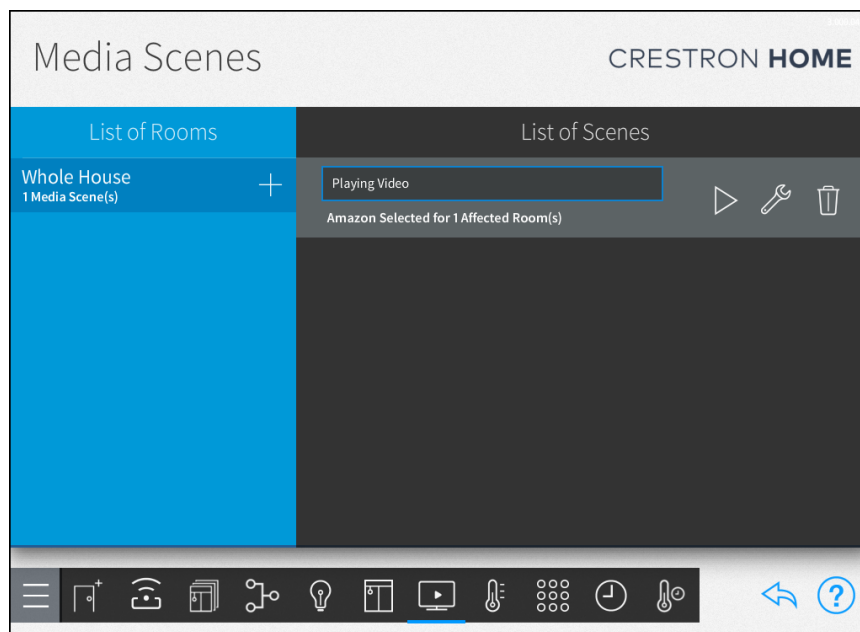 Media Scenes
CRESTRON HOME
List of Rooms
List of Scenes
Whole House
1 Media Scene(s)
Playing Video
Amazon Selected for 1 Affected Room(s)
?